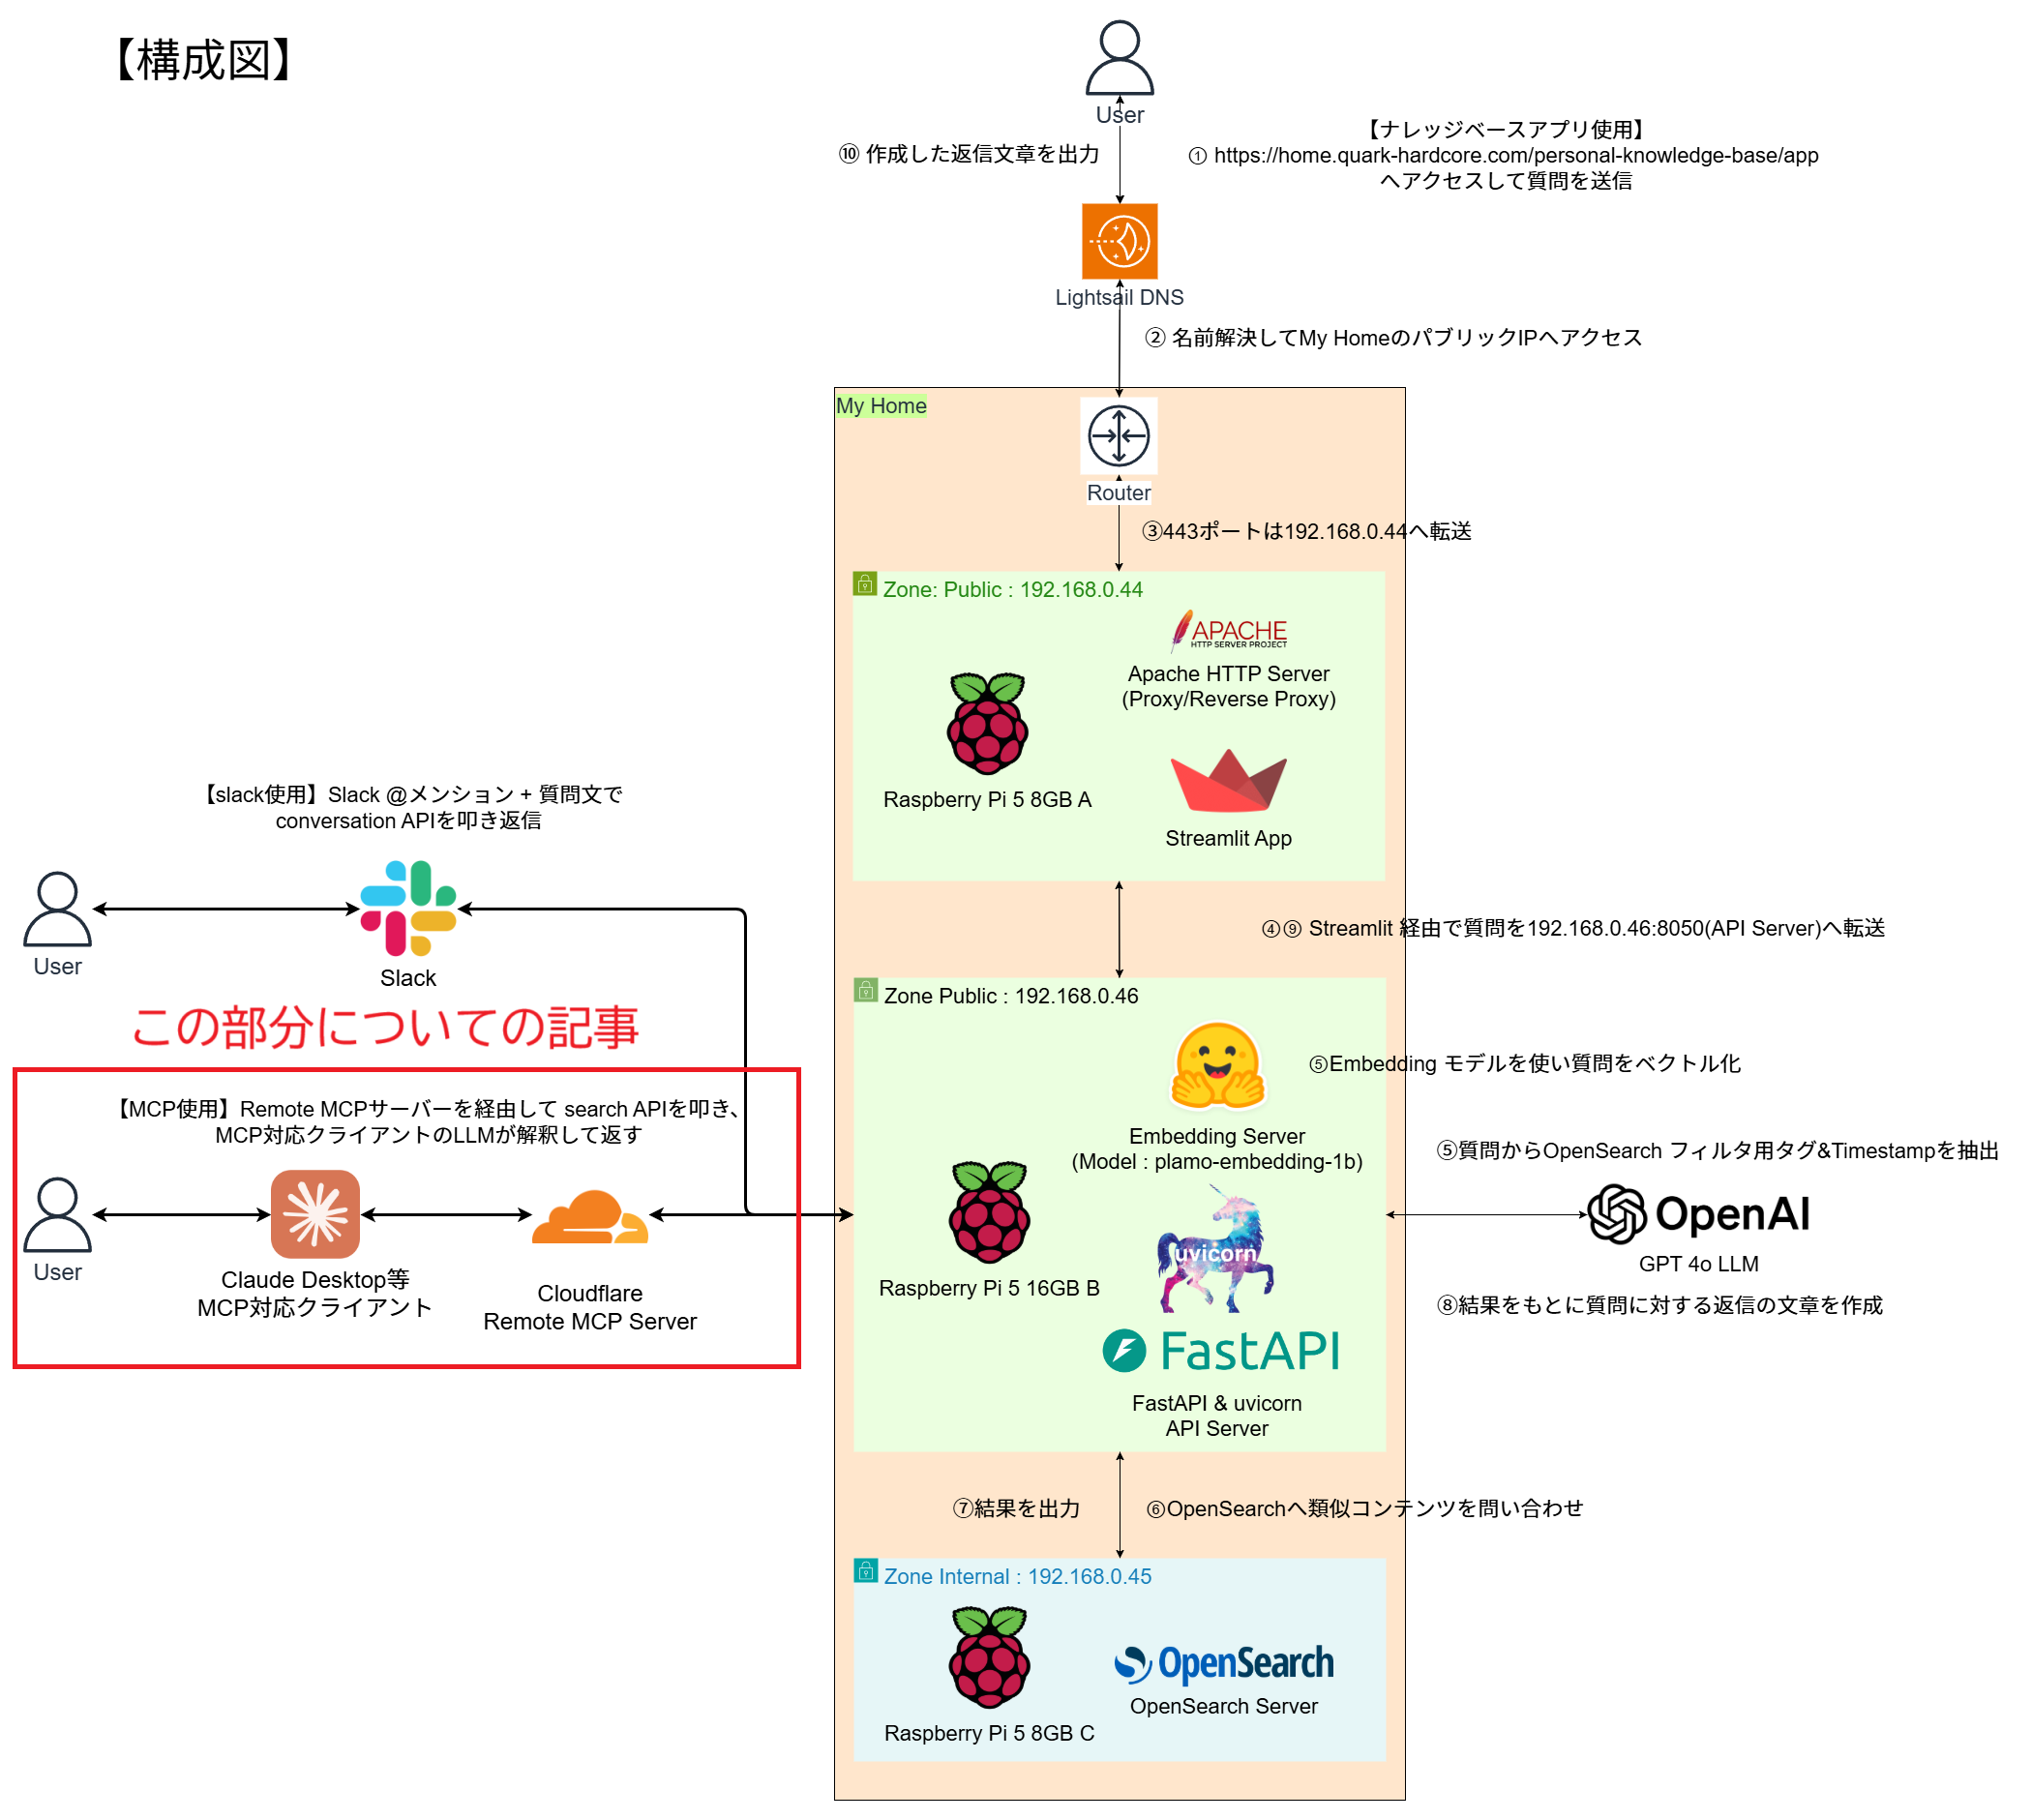 【構成図】
User
⑩ 作成した返信文章を出力
【ナレッジベースアプリ使用】
① https://home.quark-hardcore.com/personal-knowledge-base/app
へアクセスして質問を送信
Lightsail DNS
② 名前解決してMy HomeのパブリックIPへアクセス
My Home
Router
③443ポートは192.168.0.44へ転送
Zone: Public : 192.168.0.44
APACHE
HTTP SERVER PROJECT
Apache HTTP Server
(Proxy/Reverse Proxy)
Raspberry Pi 5 8GB A
Streamlit App
【slack使用】Slack @メンション + 質問文で
conversation APIを叩き返信
User
Slack
④⑨ Streamlit 経由で質問を192.168.0.46:8050(API Server)へ転送
この部分についての記事
【MCP使用】Remote MCPサーバーを経由して search APIを叩き、
MCP対応クライアントのLLMが解釈して返す
User
Claude Desktop等
MCP対応クライアント
Cloudflare
Remote MCP Server
Zone Public : 192.168.0.46
⑤Embedding モデルを使い質問をベクトル化
Embedding Server
(Model : plamo-embedding-1b)
Raspberry Pi 5 16GB B
uvicorn
FastAPI
FastAPI & uvicorn
API Server
⑤質問からOpenSearch フィルタ用タグ&Timestampを抽出
OpenAI
GPT 4o LLM
⑧結果をもとに質問に対する返信の文章を作成
⑦結果を出力
⑥OpenSearchへ類似コンテンツを問い合わせ
Zone Internal : 192.168.0.45
OpenSearch
OpenSearch Server
Raspberry Pi 5 8GB C